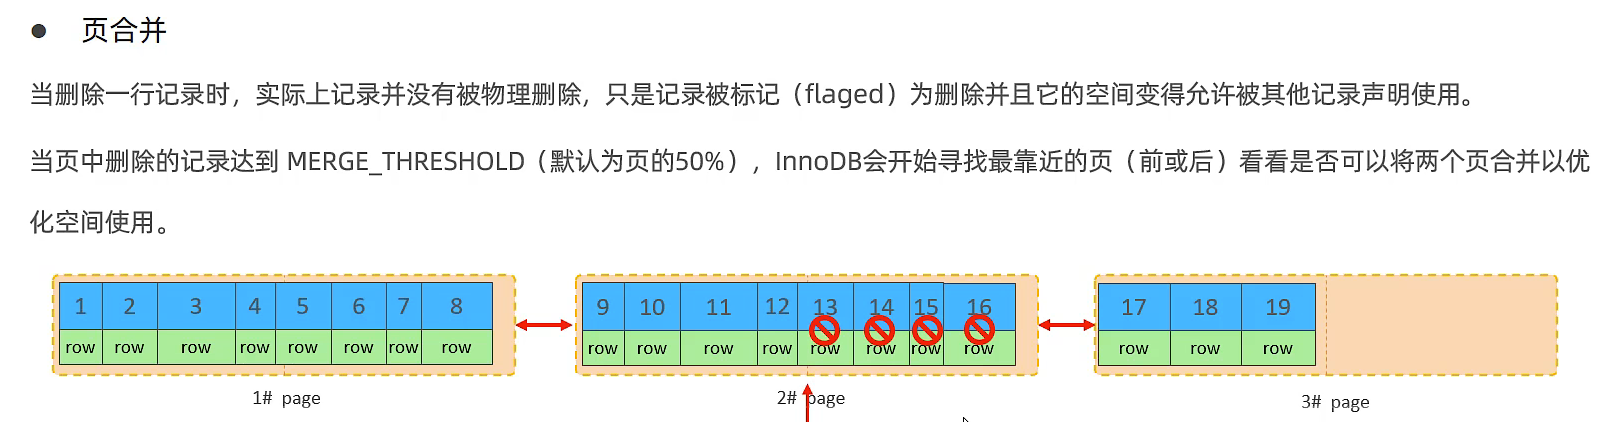 ● 页合并
当删除一行记录时，实际上记录并没有被物理删除，只是记录被标记（flaged）为删除并且它的空间变得允许被其他记录声明使用。
当页中删除的记录达到 MERGE_THRESHOLD（默认为页的50%），InnoDB会开始寻找最靠近的页（前或后）看看是否可以将两个页合并以优
化空间使用。
1 2 3 4 5 6 7 8 9 10 11 12 13 14 15 16 17 18 19
row row row row row row row row row row row row row row row row row row row
1# page 2# page 3# page